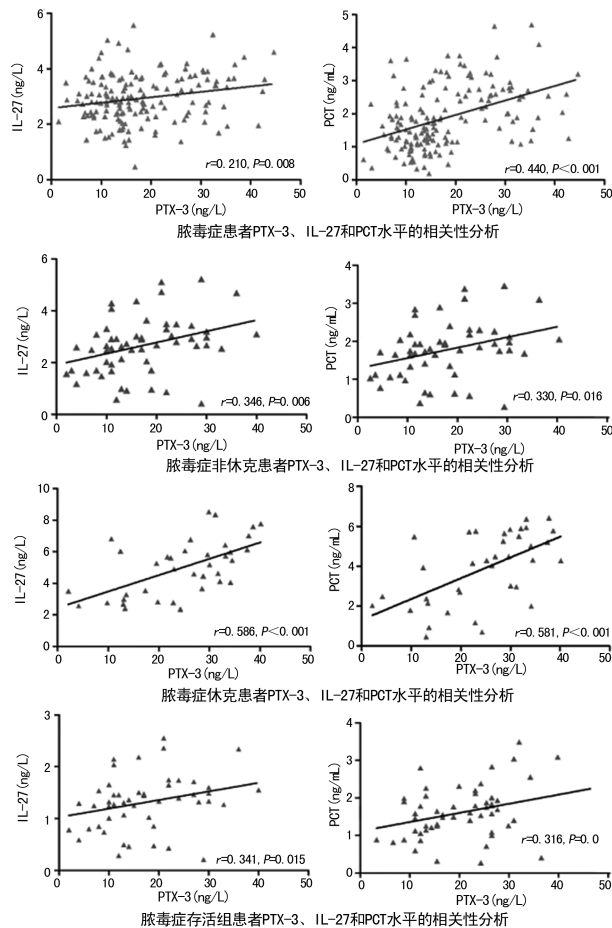 6
4
2
0
IL-27(ng/L)
r=0.210, P=0.008
0 10 20 30 40 50
PTX-3(ng/L)
5
4
3
2
1
0
PCT(ng/mL)
r=0.440, P<0.001
0 10 20 30 40 50
PTX-3(ng/L)
脓毒症患者PTX-3、IL-27和PCT水平的相关性分析
6
4
2
0
IL-27(ng/L)
r=0.346, P=0.006
0 10 20 30 40 50
PTX-3(ng/L)
4
3
2
1
0
PCT(ng/mL)
r=0.330, P=0.016
0 10 20 30 40 50
PTX-3(ng/L)
脓毒症非休克患者PTX-3、IL-27和PCT水平的相关性分析
10
8
6
4
2
0
IL-27(ng/L)
r=0.586, P<0.001
0 10 20 30 40 50
PTX-3(ng/L)
8
6
4
2
0
PCT(ng/mL)
r=0.581, P<0.001
0 10 20 30 40 50
PTX-3(ng/L)
脓毒症休克患者PTX-3、IL-27和PCT水平的相关性分析
3
2
1
0
IL-27(ng/L)
r=0.341, P=0.015
0 10 20 30 40 50
PTX-3(ng/L)
4
3
2
1
0
PCT(ng/mL)
r=0.316, P=0.0
0 10 20 30 40 50
PTX-3(ng/L)
脓毒症存活组患者PTX-3、IL-27和PCT水平的相关性分析